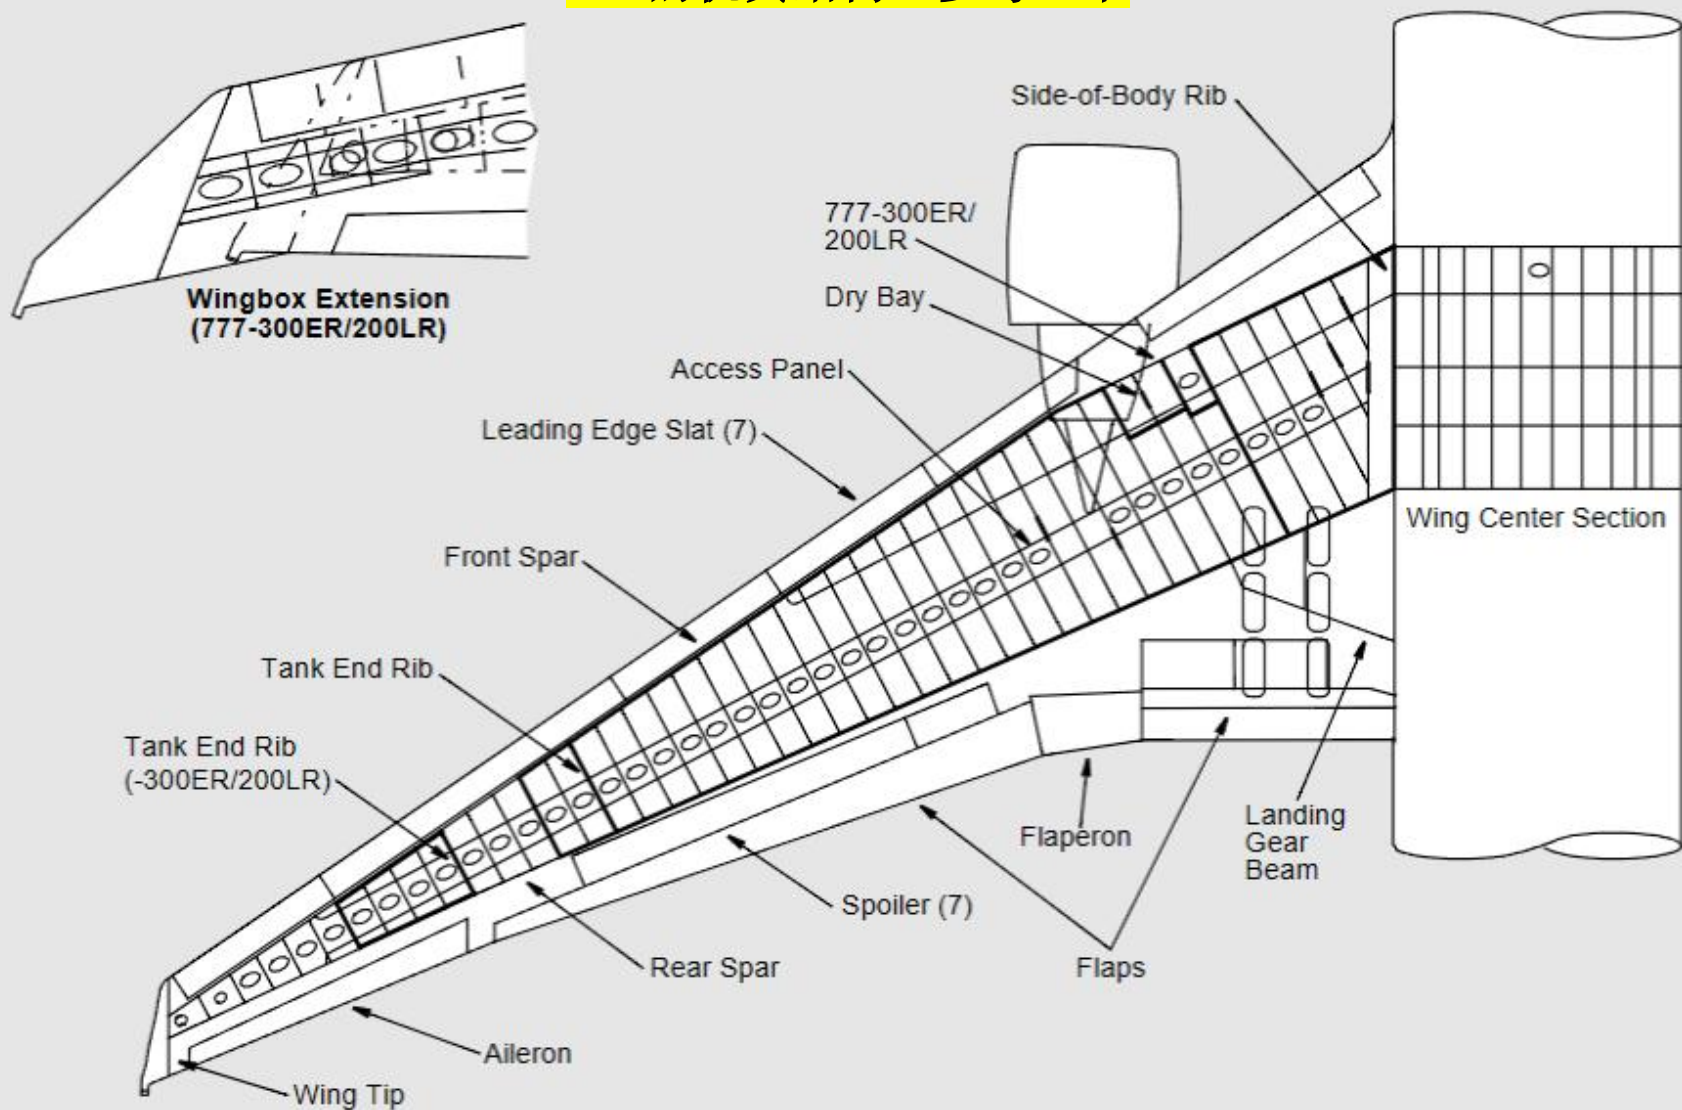 Side-of-Body Rib
777-300ER/
200LR
Dry Bay
Wingbox Extension
(777-300ER/200LR)
Access Panel
Leading Edge Slat (7)
Wing Center Section
Front Spar
Tank End Rib
Tank End Rib
(-300ER/200LR)
Landing
Gear
Beam
Flaperon
Spoiler (7)
Rear Spar
Flaps
Aileron
Wing Tip